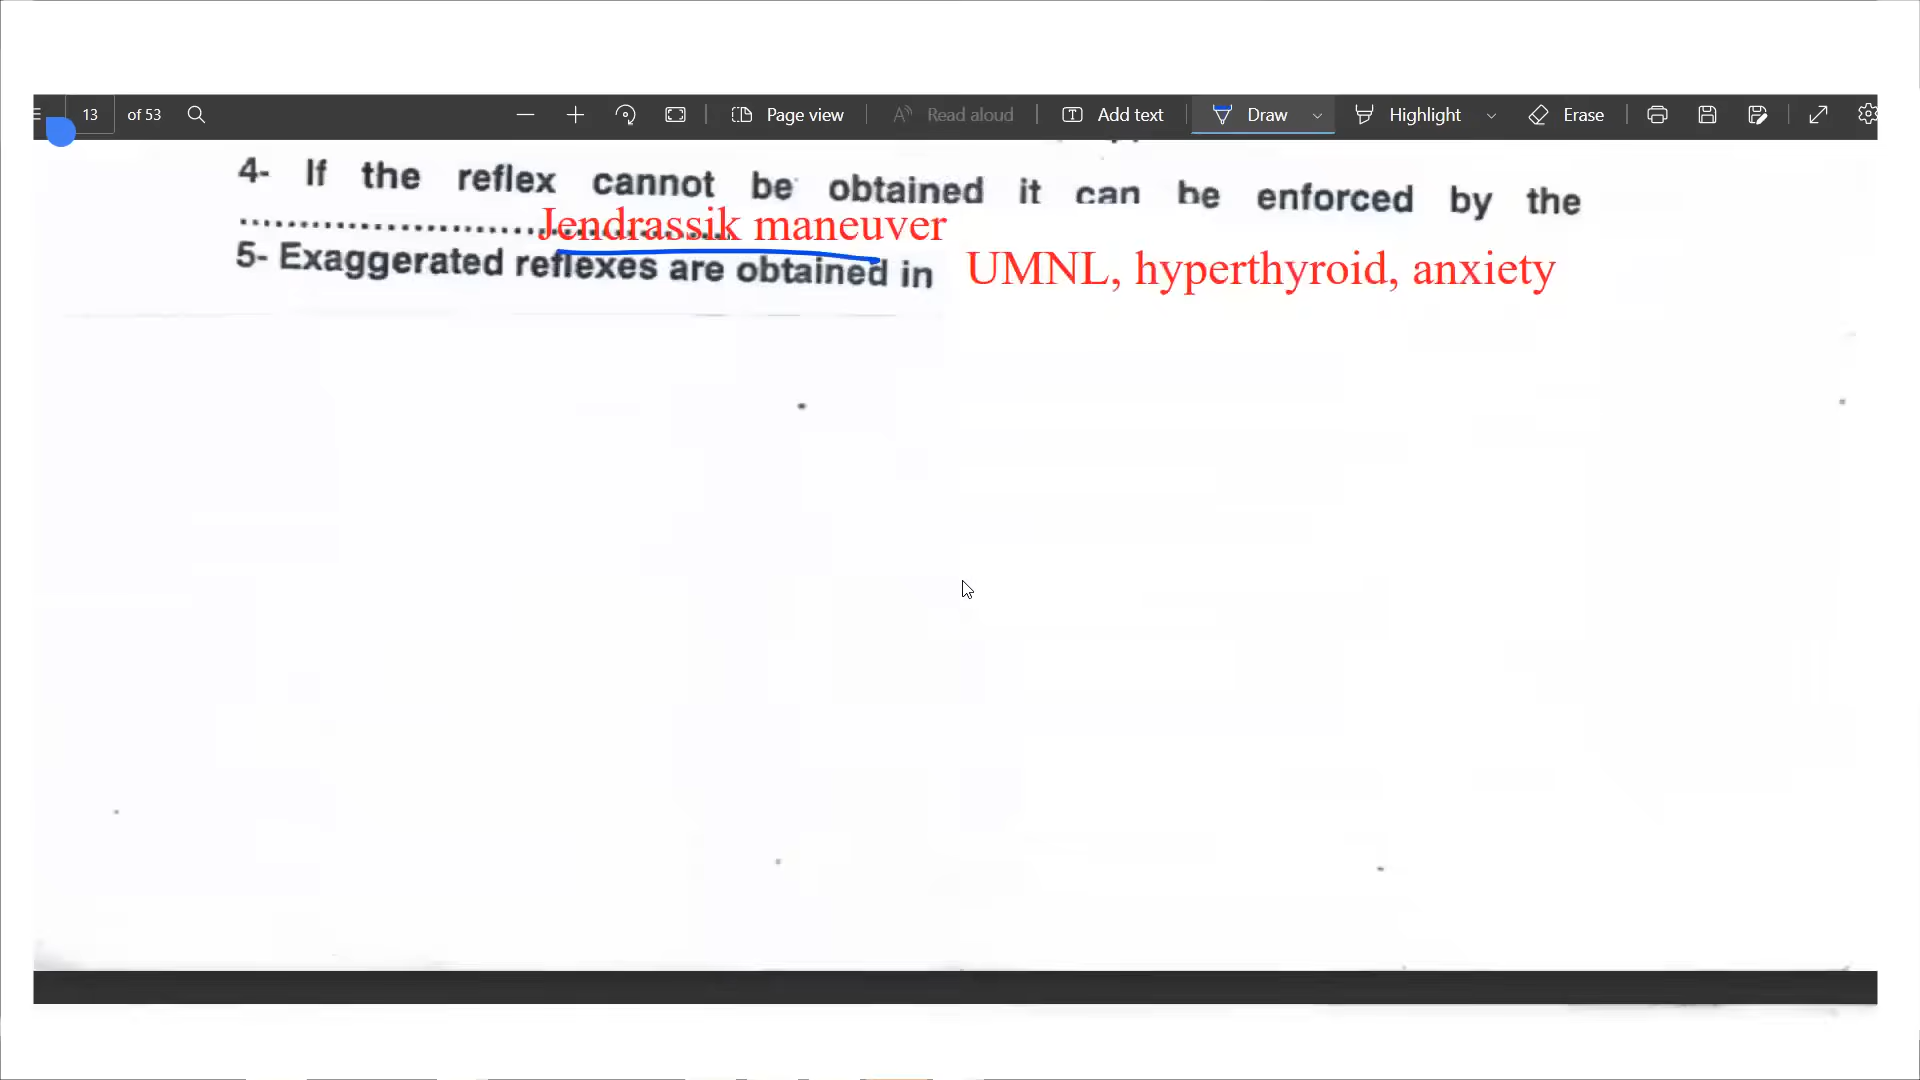 13 of 53 Page view Read aloud Add text Draw Highlight Erase
4- If the reflex cannot be obtained it can be enforced by the
........................................ Jendrassik maneuver
5- Exaggerated reflexes are obtained in UMNL, hyperthyroid, anxiety